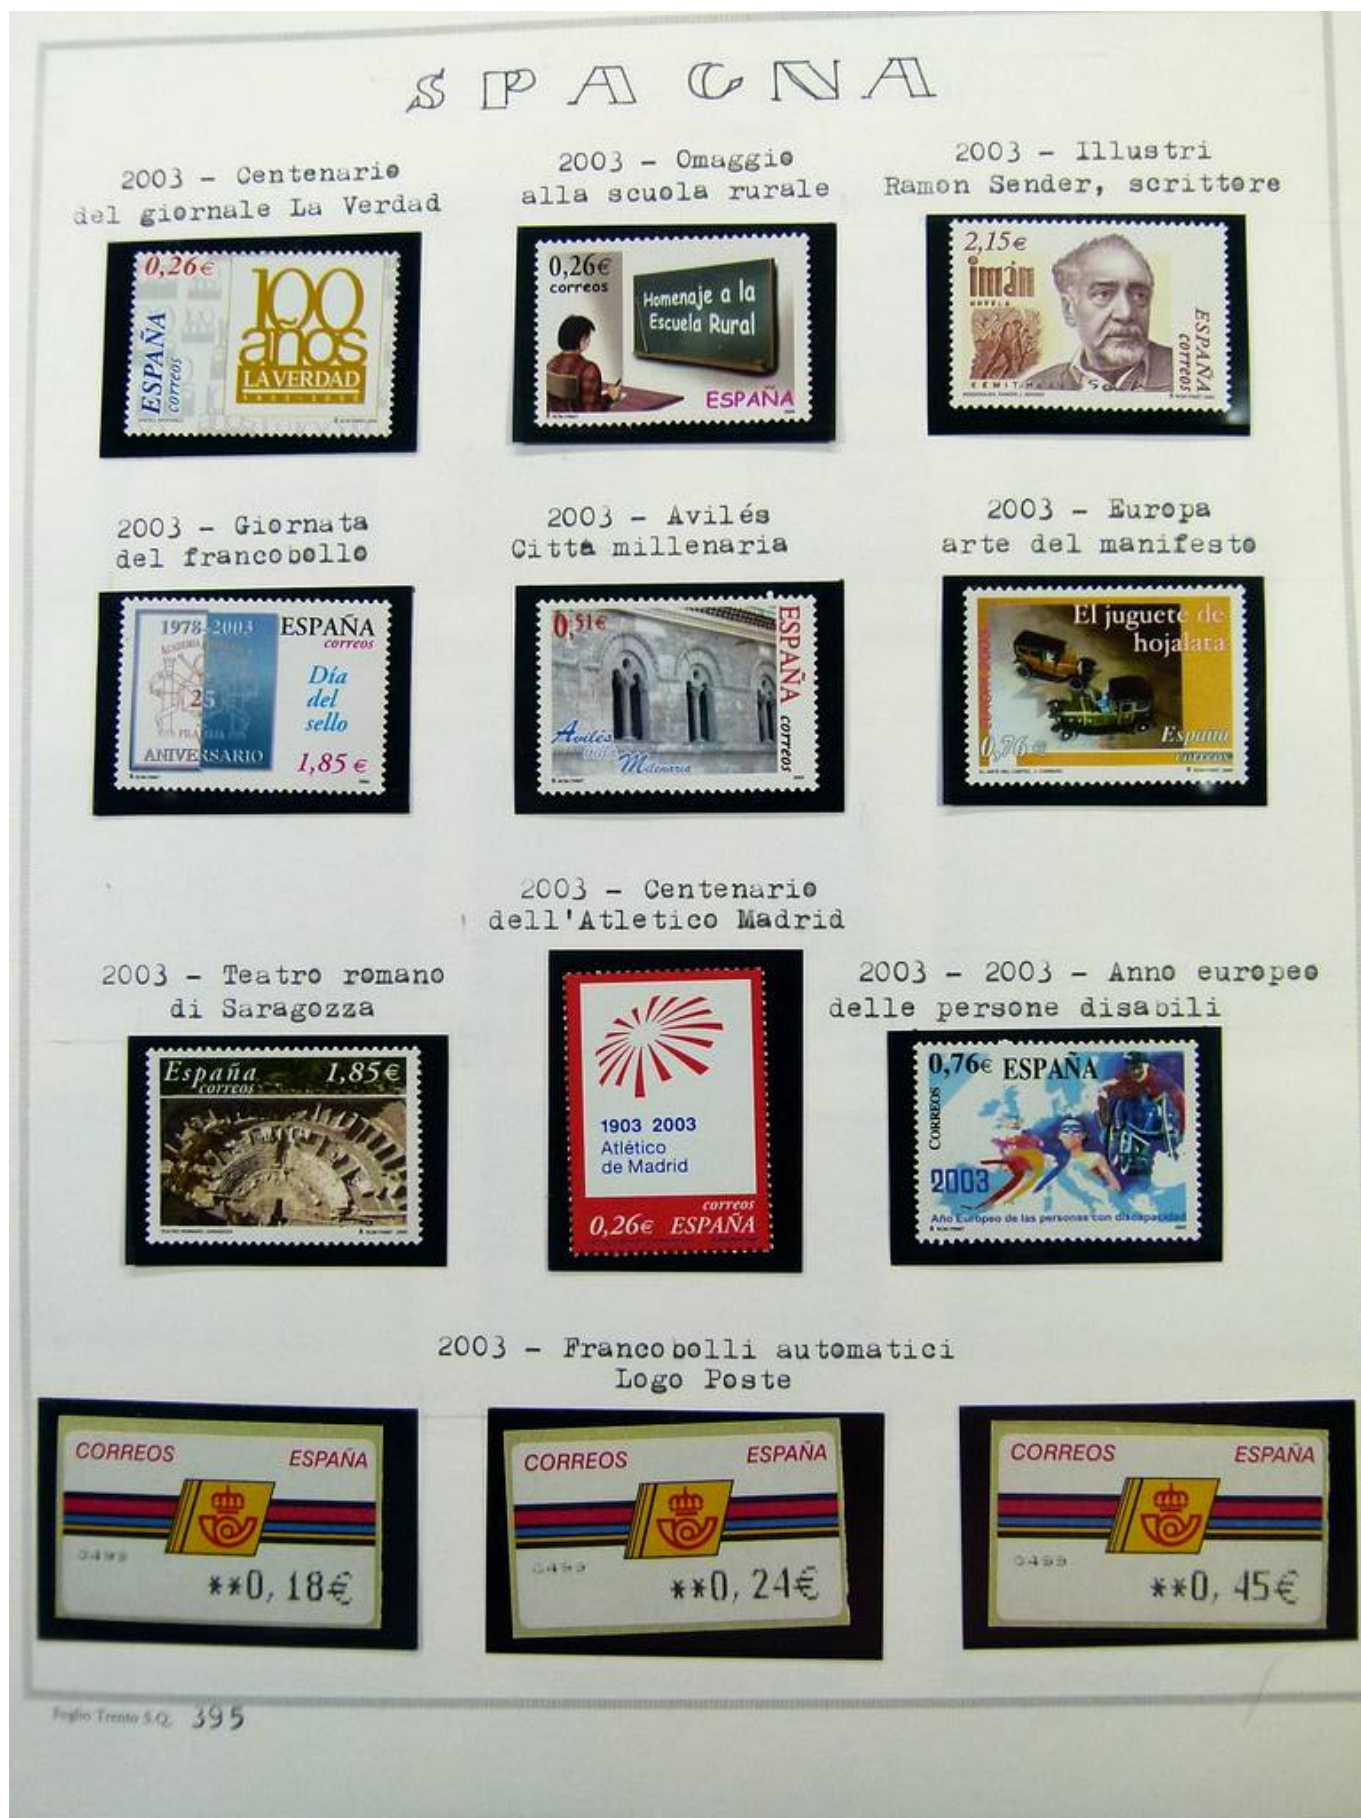 SPAGNA
2003 - Centenario
del giornale La Verdad
2003 - Omaggio
alla scuola rurale
2003 - Illustri
Ramon Sender, scrittore
0,26€
100
años
LA VERDAD
ESPAÑA
correos
0,26€
correos
Homenaje a la
Escuela Rural
ESPAÑA
2,15€
imán
NOVELA
ESPAÑA
correos
2003 - Giornata
del francobollo
2003 - Avilés
Città millenaria
2003 - Europa
arte del manifesto
1978-2003
25
ANIVERSARIO
ESPAÑA
correos
Día
del
sello
1,85 €
0,51€
ESPAÑA correos
Avilés
Milenaria
El juguete de
hojalata
0,76€
España
correos
2003 - Centenario
dell'Atletico Madrid
2003 - Teatro romano
di Saragozza
2003 - 2003 - Anno europeo
delle persone disabili
España 1,85€
correos
1903 2003
Atlético
de Madrid
correos
0,26€ ESPAÑA
0,76€ ESPAÑA
CORREOS
2003
Año Europeo de las personas con discapacidad
2003 - Francobolli automatici
Logo Poste
CORREOS ESPAÑA
0499
**0,18€
CORREOS ESPAÑA
0499
**0,24€
CORREOS ESPAÑA
0499
**0,45€
Foglio Trento S.Q. 395